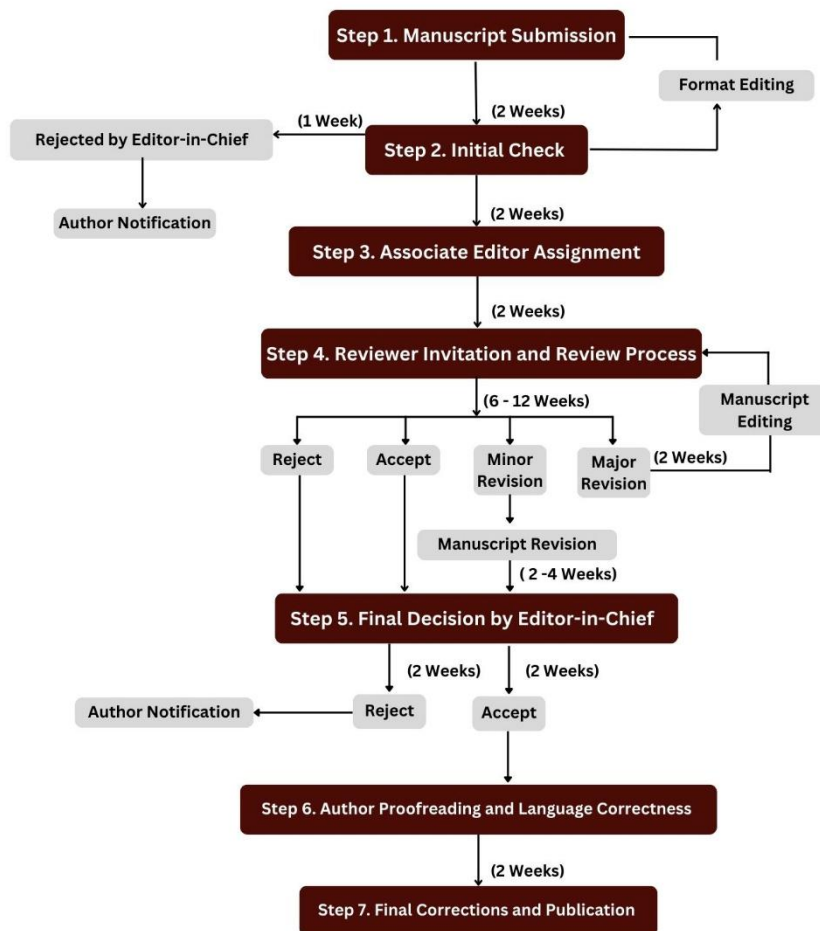 Step 1. Manuscript Submission
Format Editing
(2 Weeks)
(1 Week)
Rejected by Editor-in-Chief
Step 2. Initial Check
Author Notification
(2 Weeks)
Step 3. Associate Editor Assignment
(2 Weeks)
Step 4. Reviewer Invitation and Review Process
(6 - 12 Weeks)
Manuscript
Editing
Reject
Accept
Minor
Revision
Major
Revision
(2 Weeks)
Manuscript Revision
( 2 -4 Weeks)
Step 5. Final Decision by Editor-in-Chief
(2 Weeks)
(2 Weeks)
Author Notification
Reject
Accept
Step 6. Author Proofreading and Language Correctness
(2 Weeks)
Step 7. Final Corrections and Publication